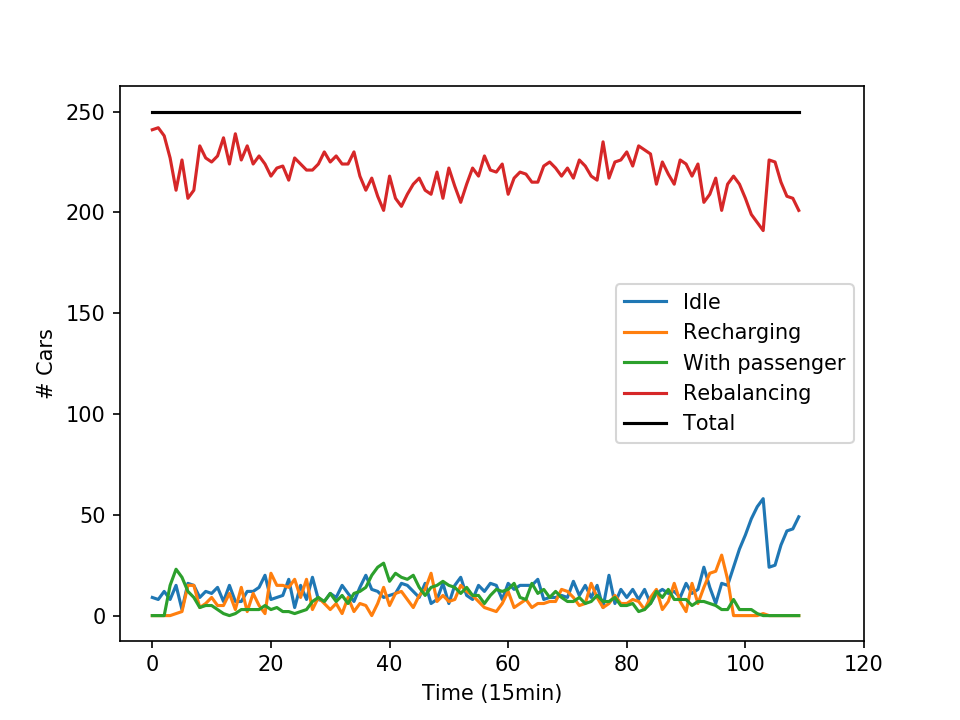 250
200
150
100
50
0
# Cars
Idle
Recharging
With passenger
Rebalancing
Total
0 20 40 60 80 100 120
Time (15min)